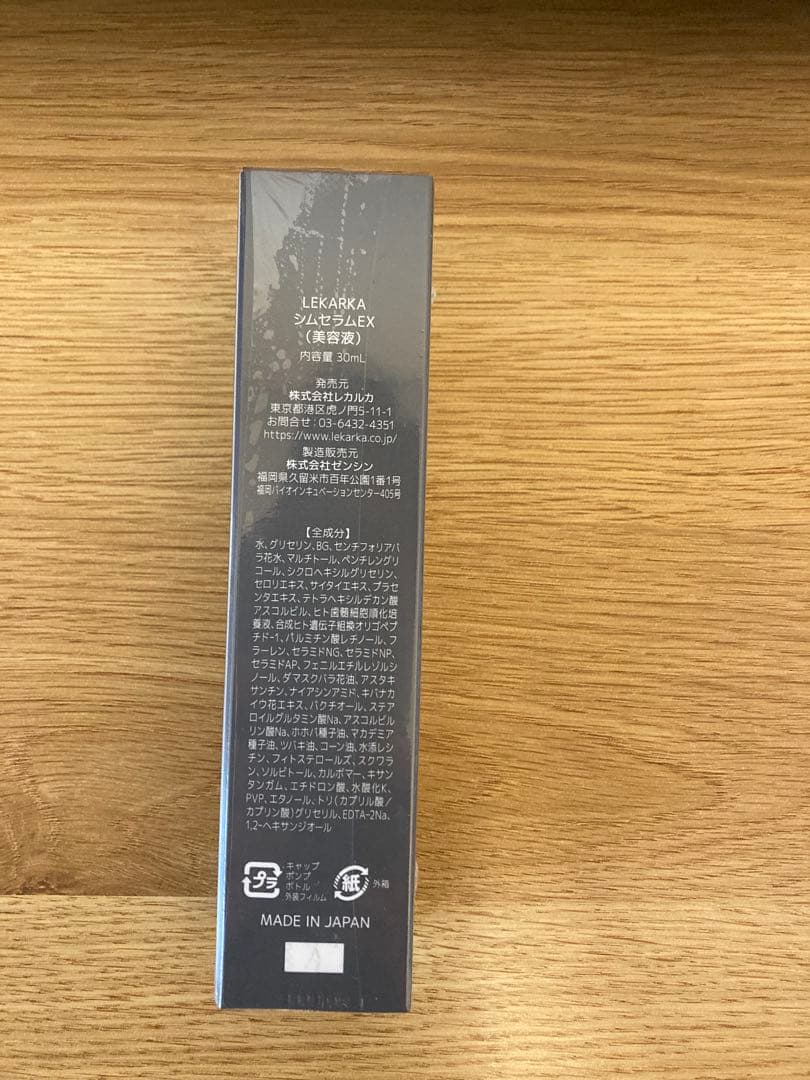 LEKARKA
シムセラムEX
（美容液）
内容量 30mL
発売元
株式会社レカルカ
東京都港区虎ノ門5-11-1
お問合せ：03-6432-4351
https://www.lekarka.co.jp/
製造販売元
株式会社ゼンシン
福岡県久留米市百年公園1番1号
福岡バイオインキュベーションセンター405号
【全成分】
水、グリセリン、BG、センチフォリアバ
ラ花水、マルチトール、ペンチレングリ
コール、シクロヘキシルグリセリン、
セロリエキス、サイタイエキス、プラセ
ンタエキス、テトラヘキシルデカン酸
アスコルビル、ヒト歯髄細胞順化培
養液、合成ヒト遺伝子組換オリゴペプ
チド-1、パルミチン酸レチノール、フ
ラーレン、セラミドNG、セラミドNP、
セラミドAP、フェニルエチルレゾルシ
ノール、ダマスクバラ花油、アスタキ
サンチン、ナイアシンアミド、キバナカ
イウ花エキス、バクチオール、ステア
ロイルグルタミン酸Na、アスコルビル
リン酸Na、ホホバ種子油、マカデミア
種子油、ツバキ油、コーン油、水添レシ
チン、フィトステロールズ、スクワラ
ン、ソルビトール、カルボマー、キサン
タンガム、エチドロン酸、水酸化K、
PVP、エタノール、トリ（カプリル酸／
カプリン酸）グリセリル、EDTA-2Na、
1,2-ヘキサンジオール
プラ
キャップ
ポンプ
ボトル
外装フィルム
紙
外箱
MADE IN JAPAN